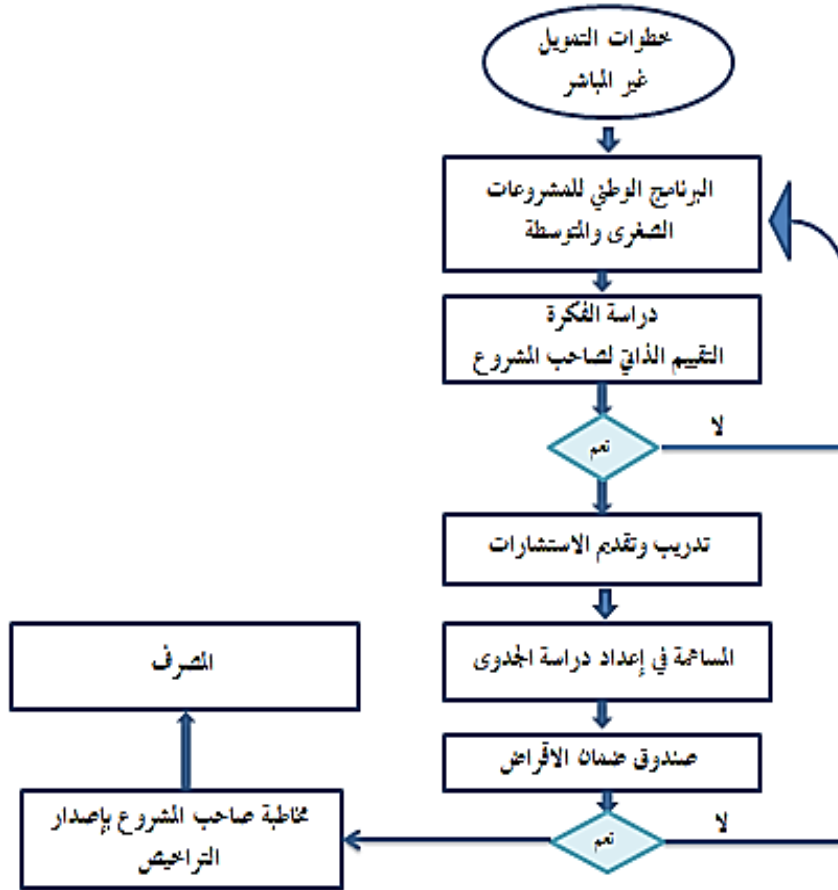 خطوات التمويل
غير المباشر
البرنامج الوطني للمشروعات
الصغرى والمتوسطة
دراسة الفكرة
التقييم الذاتي لصاحب المشروع
نعم
لا
تدريب وتقديم الاستشارات
المساهمة في إعداد دراسة الجدوى
صندوق ضمان الاقراض
نعم
لا
مخاطبة صاحب المشروع بإصدار
التراخيص
المصرف